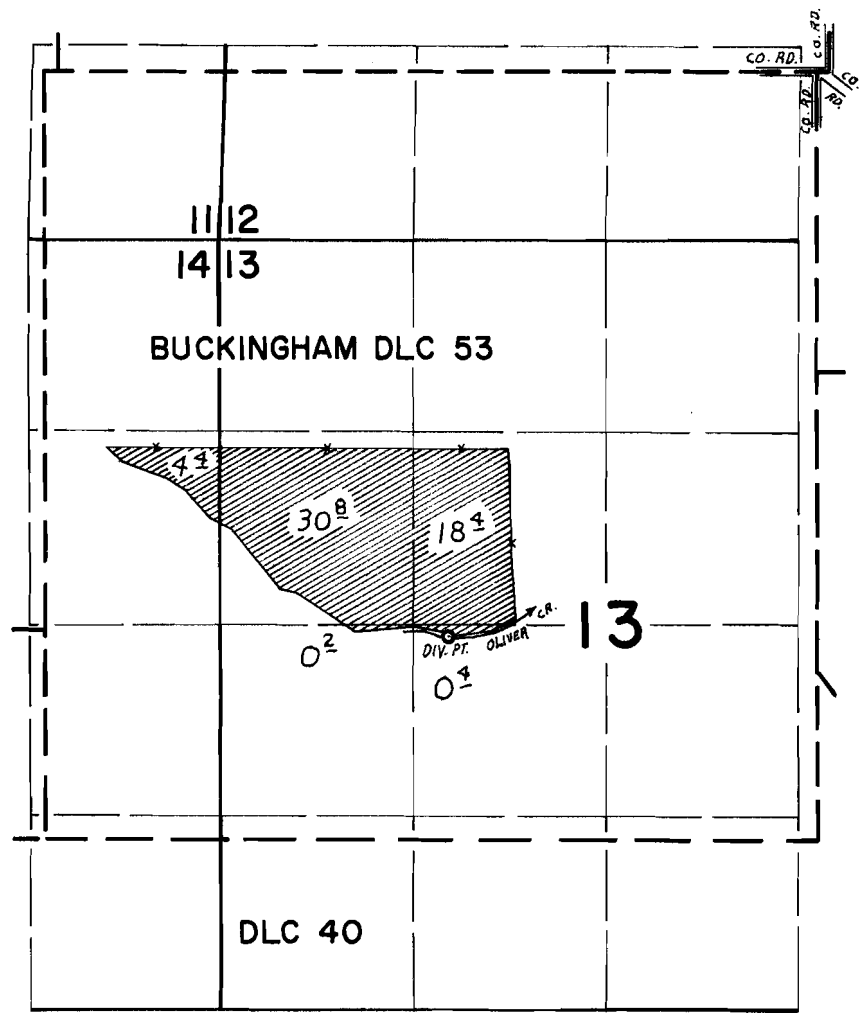 CO. RD.
CO. RD.
CO. RD.
CO.
RD.
11 12
14 13
BUCKINGHAM DLC 53
4 4
30 8
18 4
13
CR.
OLIVER
DIV. PT.
0 2
0 4
DLC 40